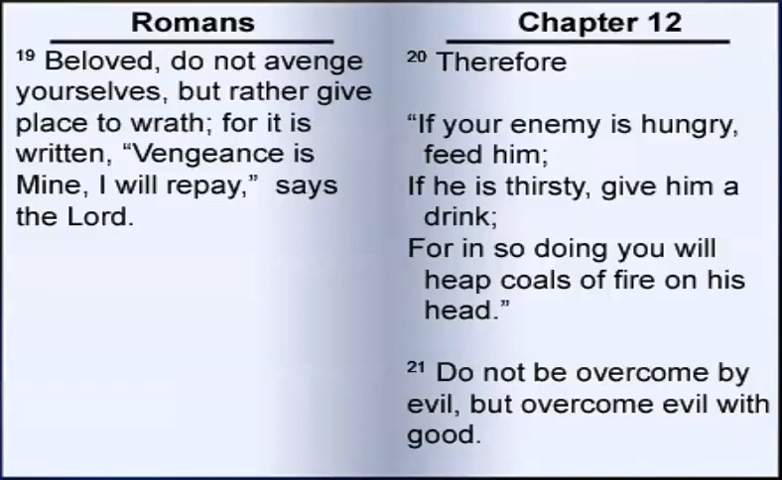 Romans
19 Beloved, do not avenge
yourselves, but rather give
place to wrath; for it is
written, “Vengeance is
Mine, I will repay,” says
the Lord.
Chapter 12
20 Therefore
“If your enemy is hungry,
feed him;
If he is thirsty, give him a
drink;
For in so doing you will
heap coals of fire on his
head.”
21 Do not be overcome by
evil, but overcome evil with
good.